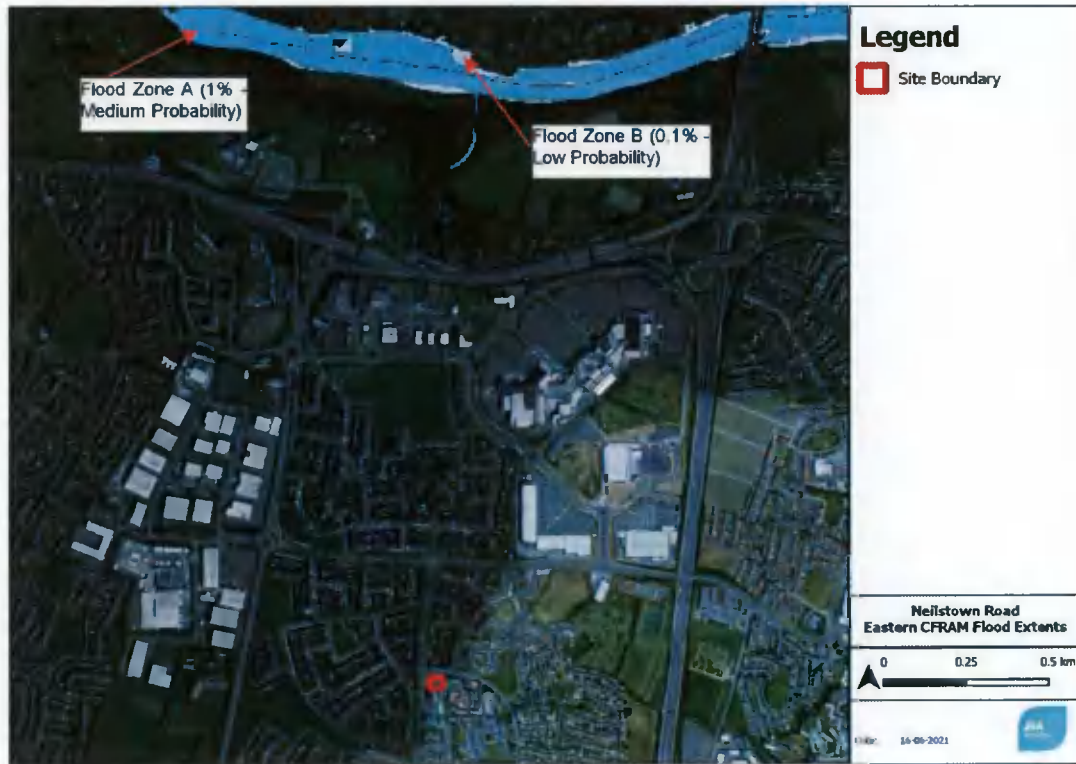 Flood Zone A (1% -
Medium Probability)
Flood Zone B (0.1% -
Low Probability)
Legend
Site Boundary
Neilstown Road
Eastern CFRAM Flood Extents
0 0.25 0.5 km
16-06-2021
JBA